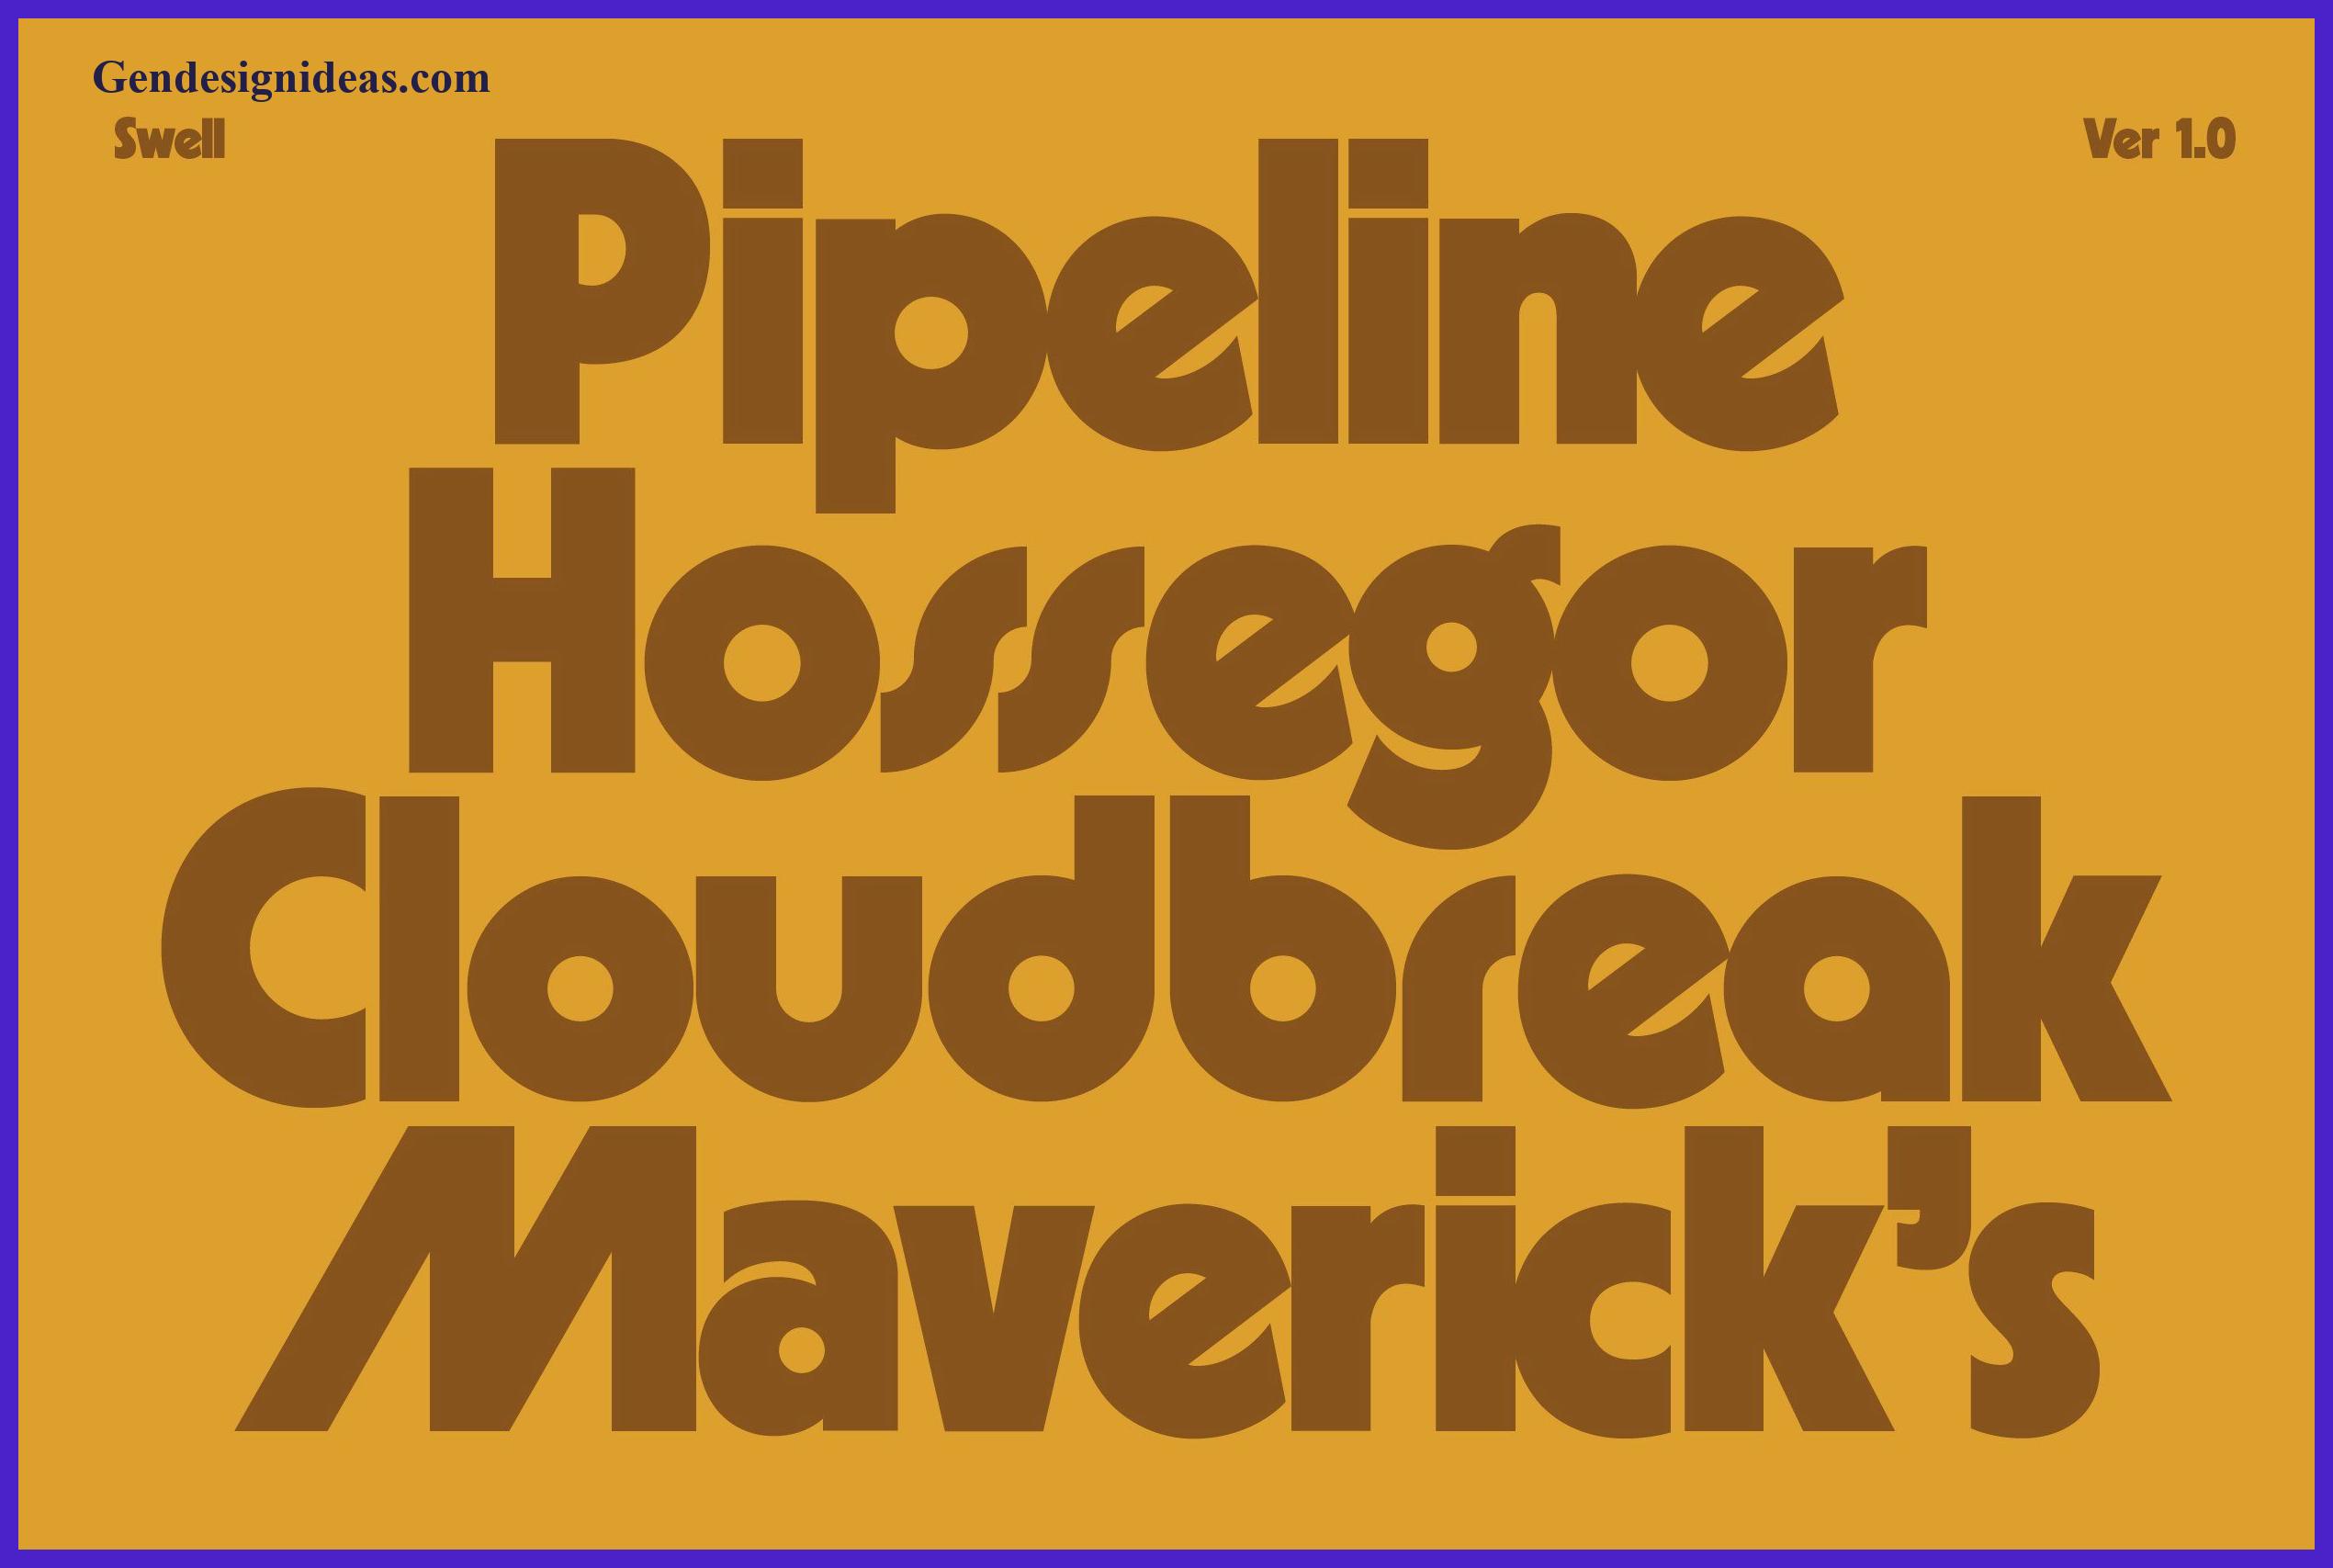 Gendesignideas.com
Swell
Ver 1.0
Pipeline
Hossegor
Cloudbreak
Maverick’s